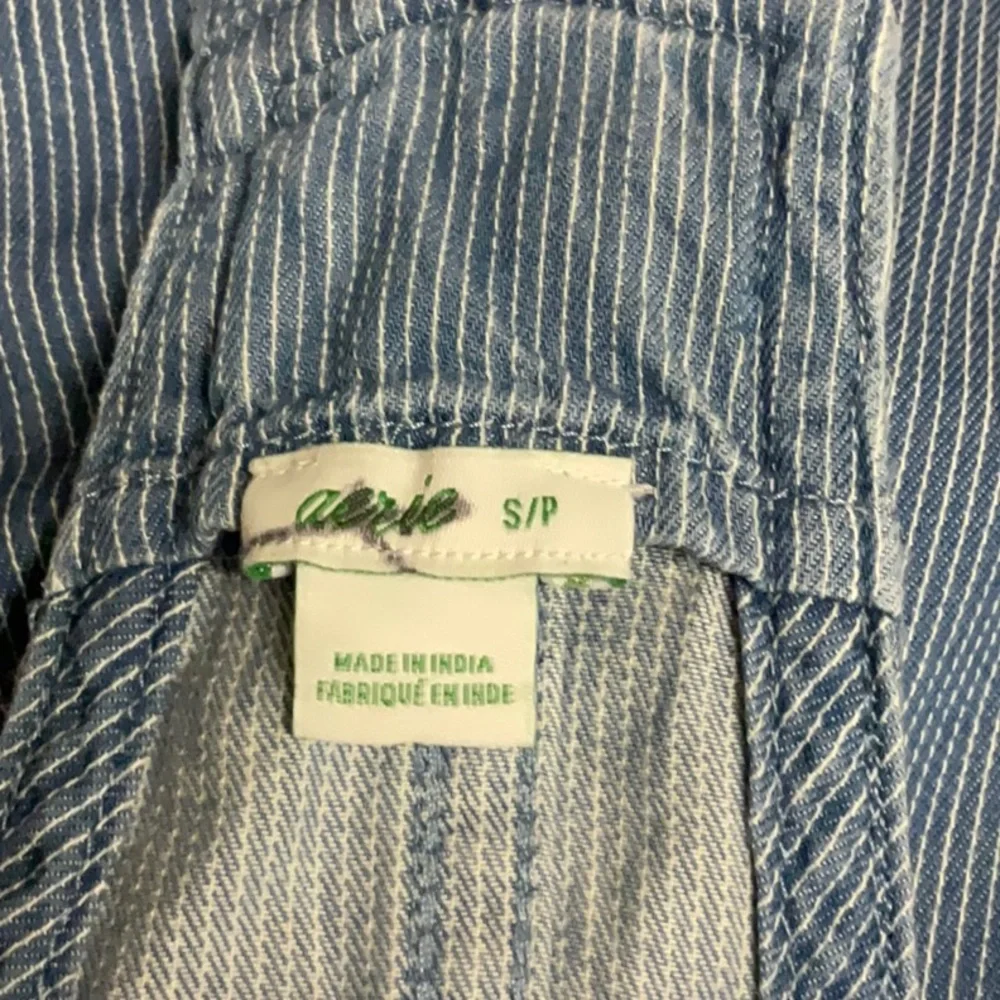 aerie S/P
MADE IN INDIA
FABRIQUÉ EN INDE